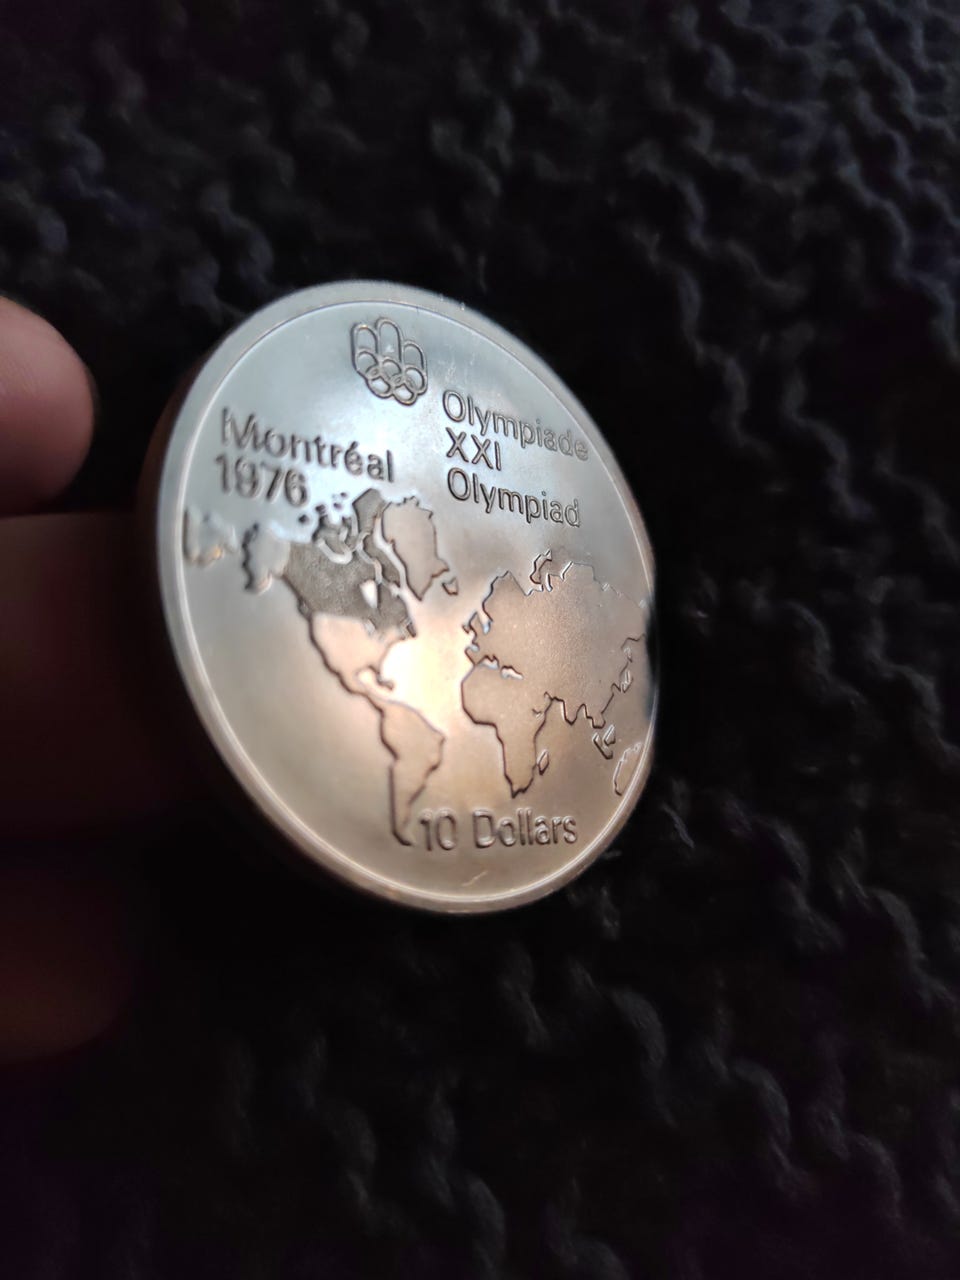 Montréal
1976
Olympiade
XXI
Olympiad
10 Dollars